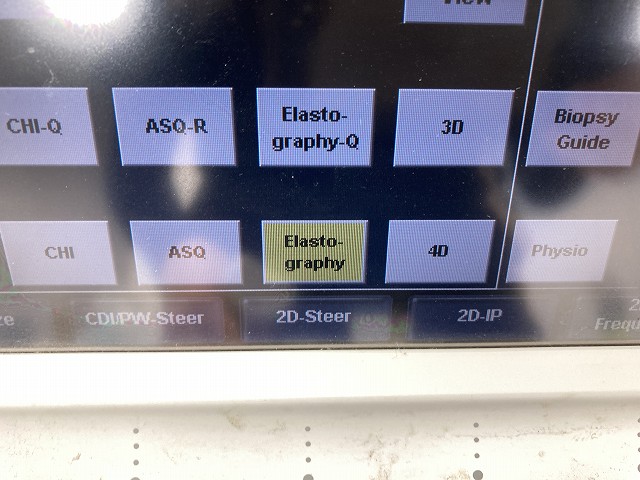 View
CHI-Q
ASQ-R
Elasto-
graphy-Q
3D
Biopsy
Guide
CHI
ASQ
Elasto-
graphy
4D
Physio
CDI/PW-Steer
2D-Steer
2D-IP